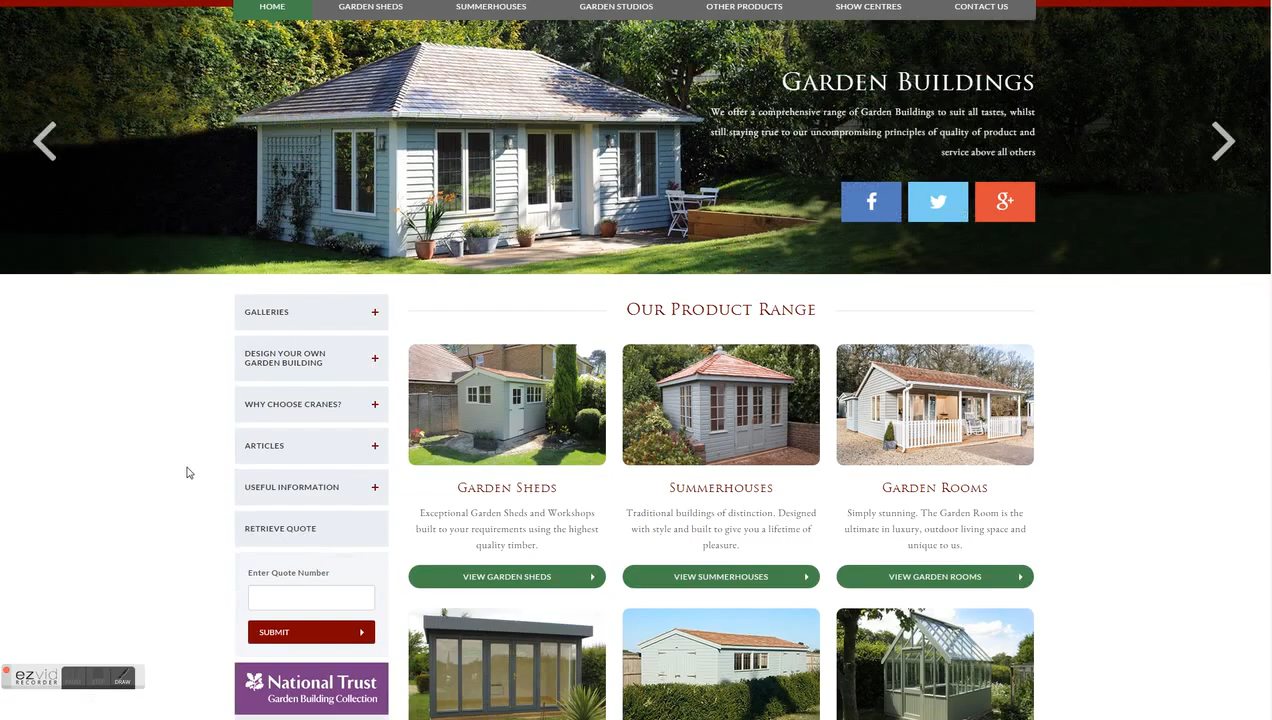 HOME GARDEN SHEDS SUMMERHOUSES GARDEN STUDIOS OTHER PRODUCTS SHOW CENTRES CONTACT US
Garden Buildings
We offer a comprehensive range of Garden Buildings to suit all tastes, whilst
still staying true to our uncompromising principles of quality of product and
service above all others
f g+
GALLERIES +
DESIGN YOUR OWN
GARDEN BUILDING +
WHY CHOOSE CRANES? +
ARTICLES +
USEFUL INFORMATION +
RETRIEVE QUOTE
Enter Quote Number
SUBMIT
National Trust
Garden Building Collection
Our Product Range
Garden Sheds
Exceptional Garden Sheds and Workshops
built to your requirements using the highest
quality timber.
VIEW GARDEN SHEDS
Summerhouses
Traditional buildings of distinction. Designed
with style and built to give you a lifetime of
pleasure.
VIEW SUMMERHOUSES
Garden Rooms
Simply stunning. The Garden Room is the
ultimate in luxury, outdoor living space and
unique to us.
VIEW GARDEN ROOMS
ezvid
RECORDER
STOP DRAW